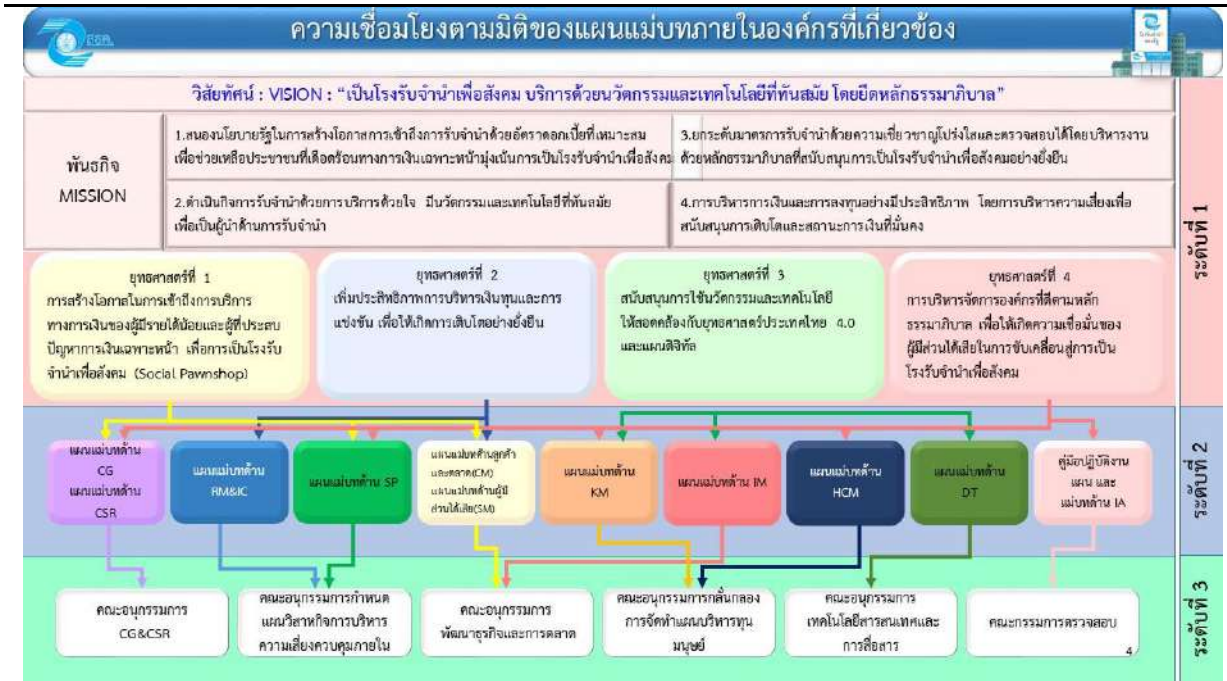 ความเชื่อมโยงตามมิติของแผนแม่บทภายในองค์กรที่เกี่ยวข้อง
วิสัยทัศน์ : VISION : “เป็นโรงรับจำนำเพื่อสังคม บริการด้วยนวัตกรรมและเทคโนโลยีที่ทันสมัย โดยยึดหลักธรรมาภิบาล”
พันธกิจ
MISSION
1.สนองนโยบายรัฐในการสร้างโอกาสการเข้าถึงการรับจำนำด้วยอัตราดอกเบี้ยที่เหมาะสม
เพื่อช่วยเหลือประชาชนที่เดือดร้อนทางการเงินเฉพาะหน้ามุ่งเน้นการเป็นโรงรับจำนำเพื่อสังคม
3.ยกระดับมาตรการรับจำนำด้วยความเชี่ยวชาญโปร่งใสและตรวจสอบได้โดยบริหารงาน
ด้วยหลักธรรมาภิบาลที่สนับสนุนการเป็นโรงรับจำนำเพื่อสังคมอย่างยั่งยืน
2.ดำเนินกิจการรับจำนำด้วยการบริการด้วยใจ มีนวัตกรรมและเทคโนโลยีที่ทันสมัย
เพื่อเป็นผู้นำด้านการรับจำนำ
4.การบริหารการเงินและการลงทุนอย่างมีประสิทธิภาพ โดยการบริหารความเสี่ยงเพื่อ
สนับสนุนการเติบโตและสถานะการเงินที่มั่นคง
ระดับที่ 1
ยุทธศาสตร์ที่ 1
การสร้างโอกาสในการเข้าถึงการบริการ
ทางการเงินของผู้มีรายได้น้อยและผู้ที่ประสบ
ปัญหาการเงินเฉพาะหน้า เพื่อการเป็นโรงรับ
จำนำเพื่อสังคม (Social Pawnshop)
ยุทธศาสตร์ที่ 2
เพิ่มประสิทธิภาพการบริหารเงินทุนและการ
แข่งขัน เพื่อให้เกิดการเติบโตอย่างยั่งยืน
ยุทธศาสตร์ที่ 3
สนับสนุนการใช้นวัตกรรมและเทคโนโลยี
ให้สอดคล้องกับยุทธศาสตร์ประเทศไทย 4.0
และแผนดิจิทัล
ยุทธศาสตร์ที่ 4
การบริหารจัดการองค์กรที่ดีตามหลัก
ธรรมาภิบาล เพื่อให้เกิดความเชื่อมั่นของ
ผู้มีส่วนได้เสียในการขับเคลื่อนสู่การเป็น
โรงรับจำนำเพื่อสังคม
แผนแม่บทด้าน
CG
แผนแม่บทด้าน
CSR
แผนแม่บทด้าน
RM&IC
แผนแม่บทด้าน SP
แผนแม่บทด้านลูกค้า
และตลาด(CM)
แผนแม่บทด้านผู้มี
ส่วนได้เสีย(SM)
แผนแม่บทด้าน
KM
แผนแม่บทด้าน IM
แผนแม่บทด้าน
HCM
แผนแม่บทด้าน
DT
คู่มือปฏิบัติงาน
แผน และ
แม่บทด้าน IA
ระดับที่ 2
คณะอนุกรรมการ
CG&CSR
คณะอนุกรรมการกำหนด
แผนวิสาหกิจการบริหาร
ความเสี่ยงควบคุมภายใน
คณะอนุกรรมการ
พัฒนาธุรกิจและการตลาด
คณะอนุกรรมการกลั่นกลอง
การจัดทำแผนบริหารทุน
มนุษย์
คณะอนุกรรมการ
เทคโนโลยีสารสนเทศและ
การสื่อสาร
คณะกรรมการตรวจสอบ
4
ระดับที่ 3